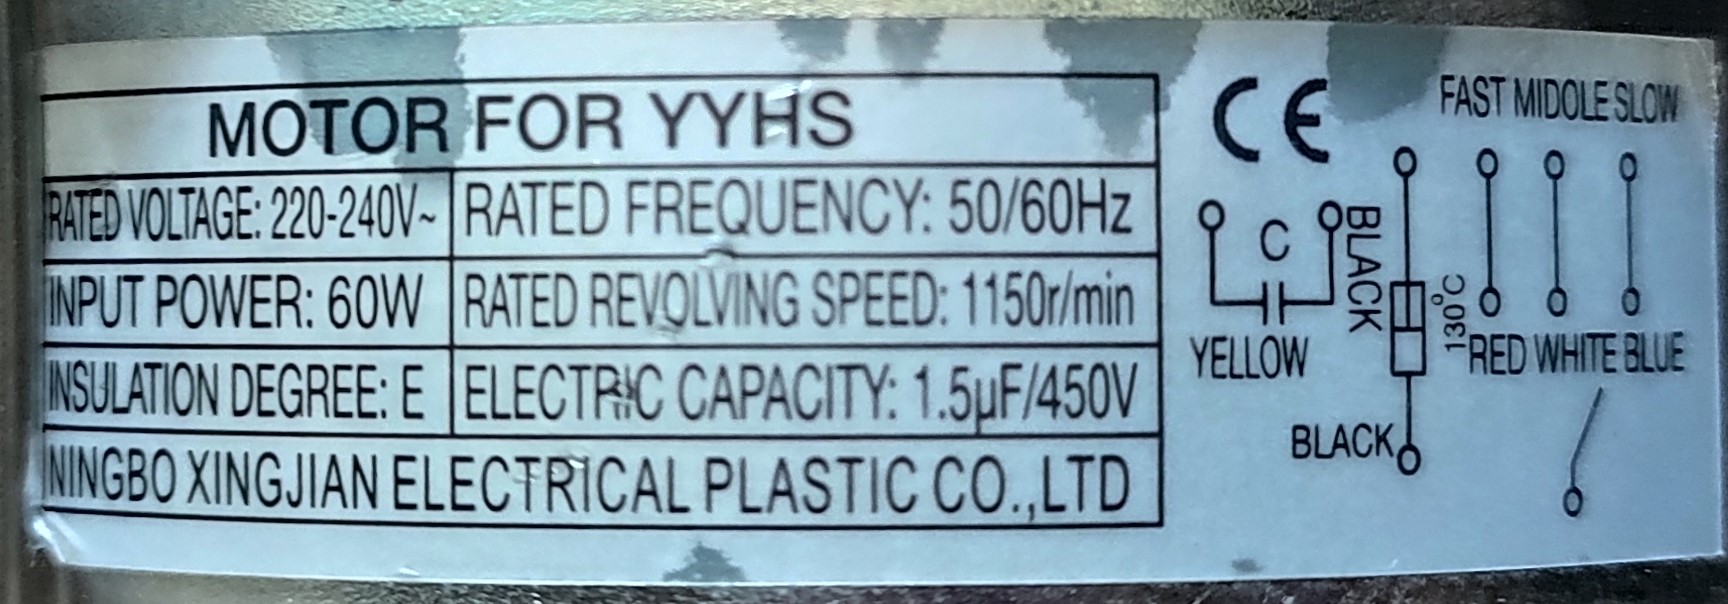 MOTOR FOR YYHS
RATED VOLTAGE: 220-240V~ RATED FREQUENCY: 50/60Hz
INPUT POWER: 60W RATED REVOLVING SPEED: 1150r/min
INSULATION DEGREE: E ELECTRIC CAPACITY: 1.5µF/450V
NINGBO XINGJIAN ELECTRICAL PLASTIC CO.,LTD
CE
FAST MIDOLE SLOW
C
BLACK
130°C
YELLOW
RED WHITE BLUE
BLACK